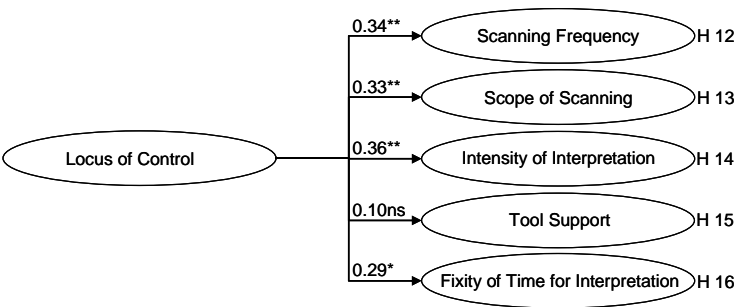 0.34** Scanning Frequency H 12
0.33** Scope of Scanning H 13
Locus of Control 0.36** Intensity of Interpretation H 14
0.10ns Tool Support H 15
0.29* Fixity of Time for Interpretation H 16